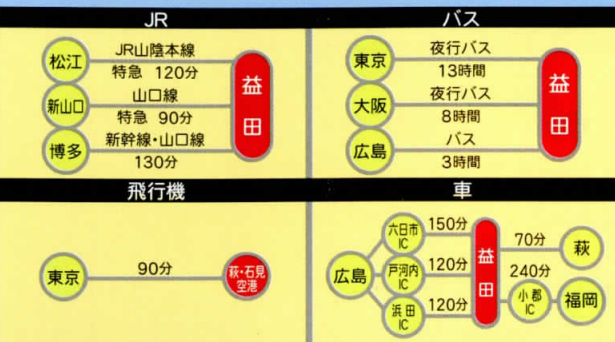 JR
松江
JR山陰本線
特急 120分
新山口
山口線
特急 90分
博多
新幹線・山口線
130分
益田
バス
東京
夜行バス
13時間
大阪
夜行バス
8時間
広島
バス
3時間
益田
飛行機
東京
90分
萩・石見
空港
車
広島
六日市
IC
150分
戸河内
IC
120分
浜田
IC
120分
益田
70分
萩
240分
小郡
IC
福岡